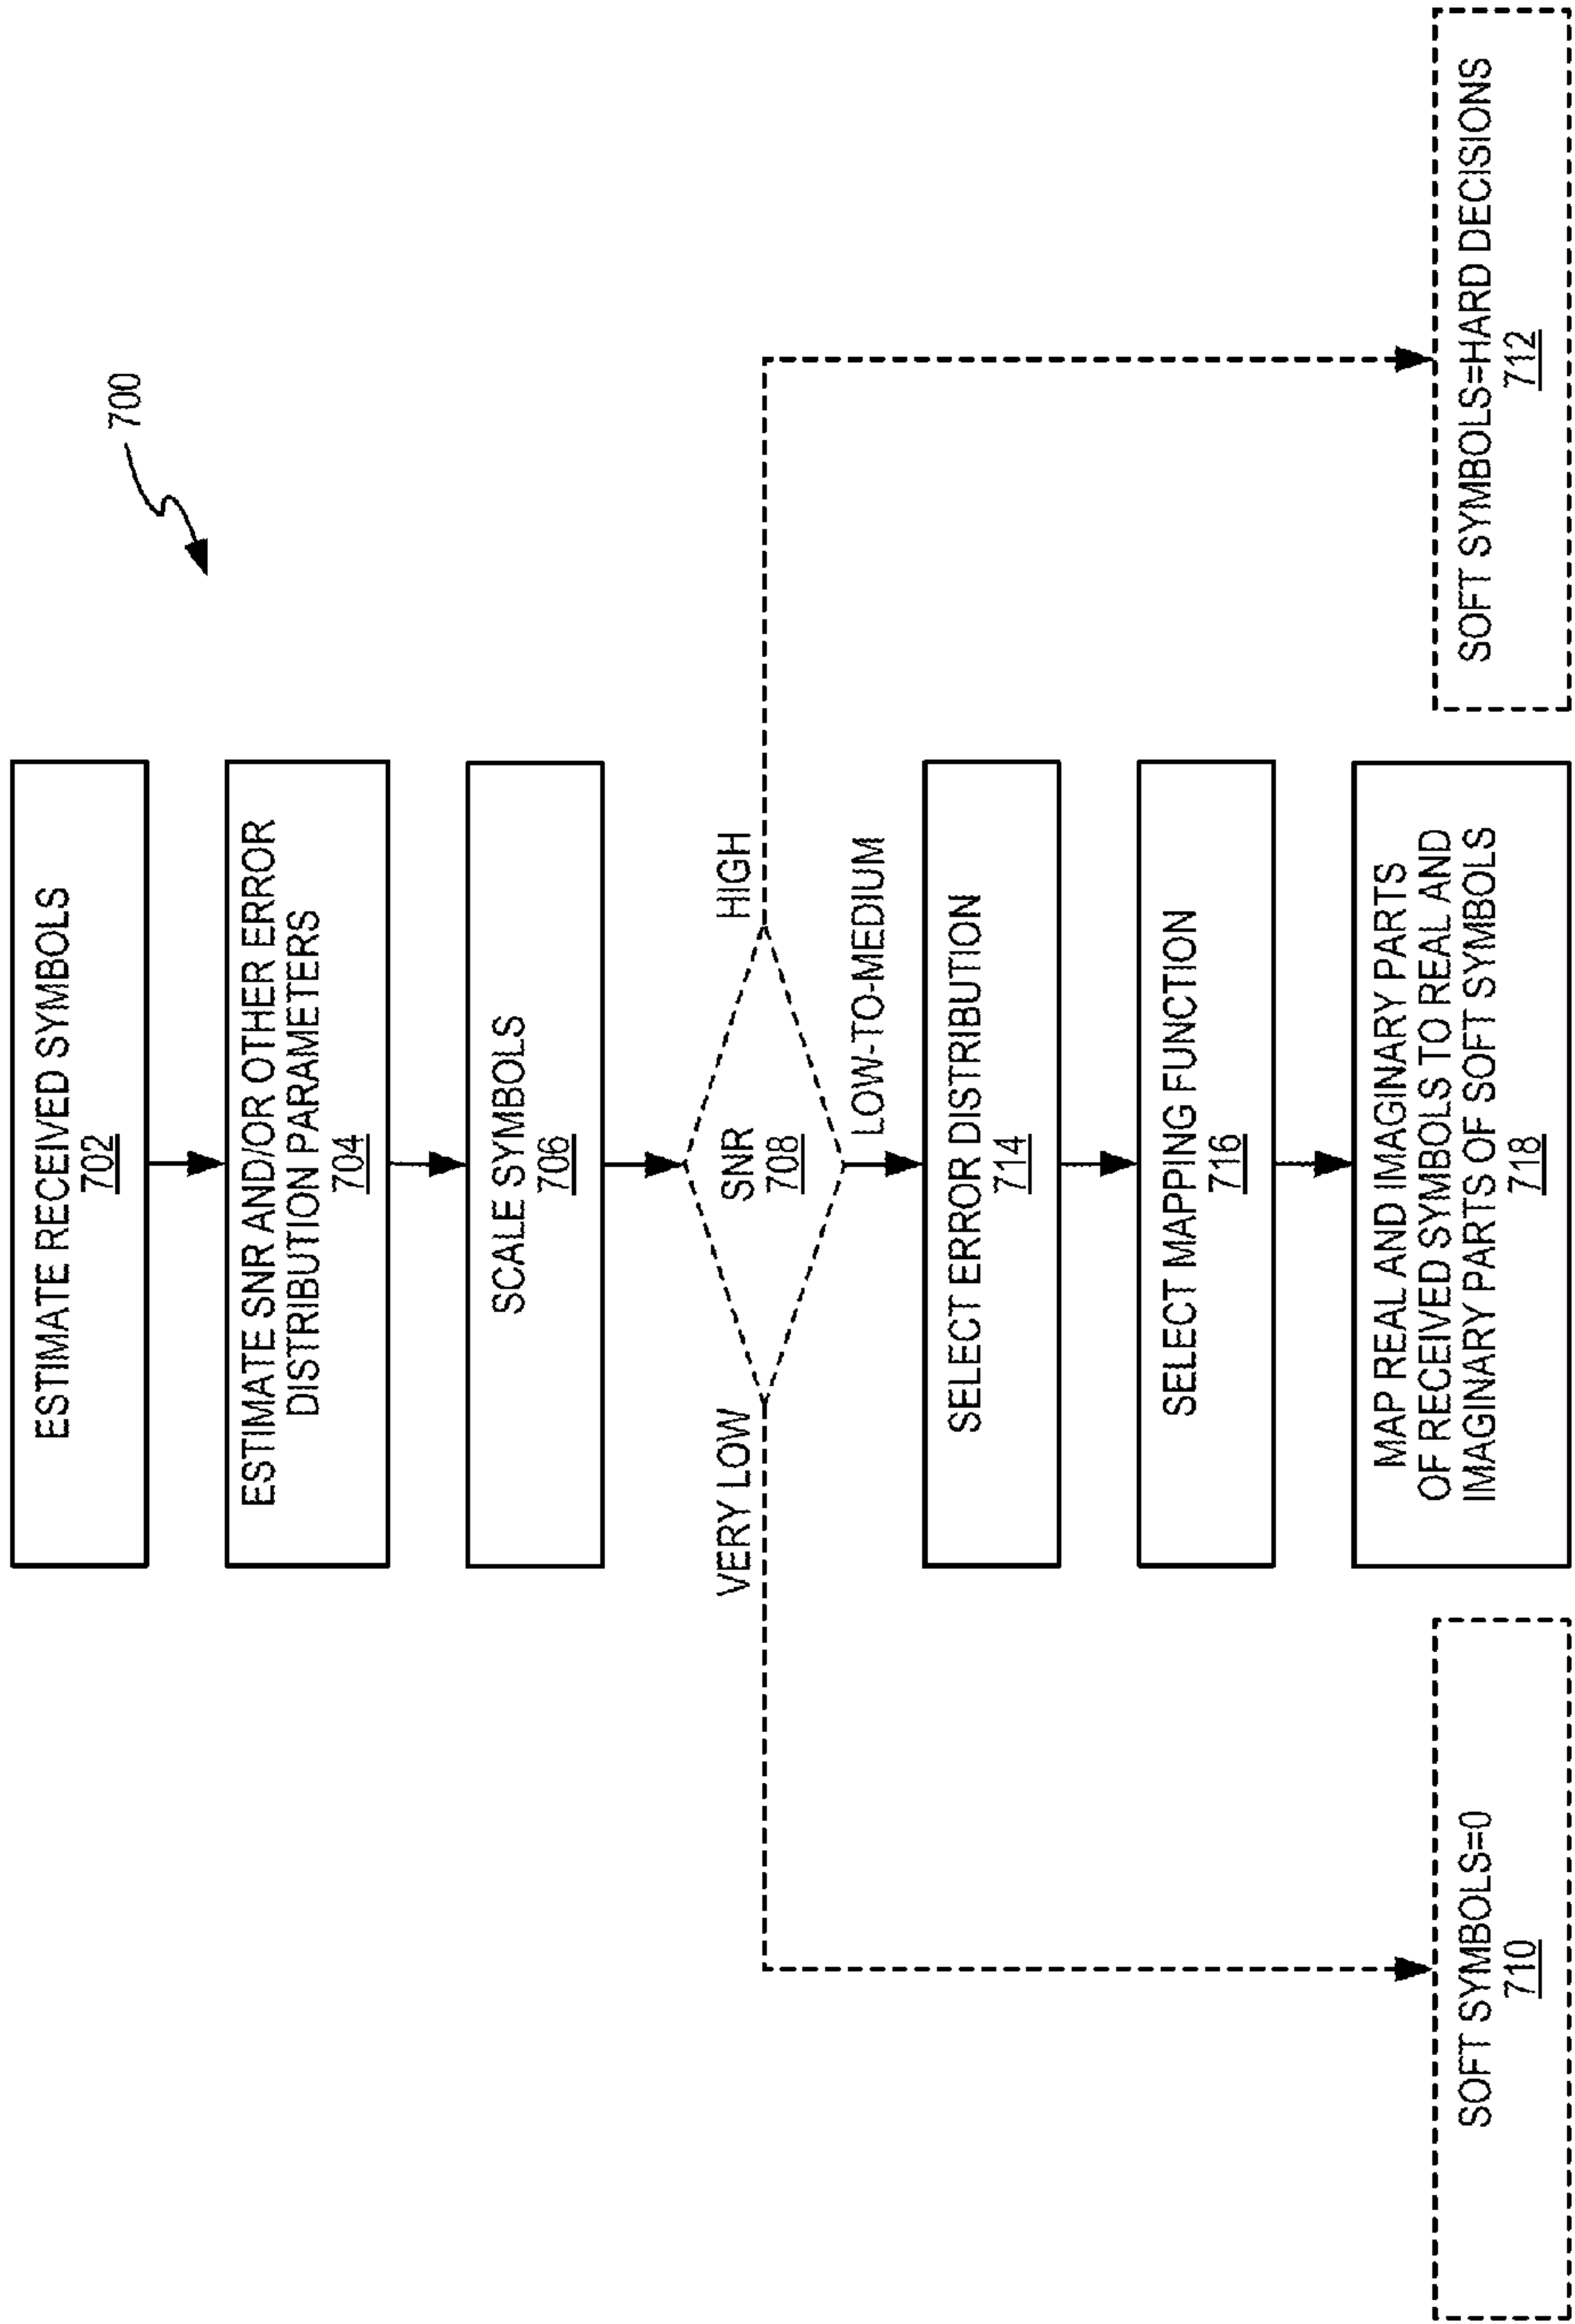 700
ESTIMATE RECEIVED SYMBOLS
702
ESTIMATE SNR AND/OR OTHER ERROR
DISTRIBUTION PARAMETERS
704
SCALE SYMBOLS
706
VERY LOW
SNR
708
HIGH
LOW-TO-MEDIUM
SELECT ERROR DISTRIBUTION
714
SELECT MAPPING FUNCTION
716
SOFT SYMBOLS=0
710
MAP REAL AND IMAGINARY PARTS
OF RECEIVED SYMBOLS TO REAL AND
IMAGINARY PARTS OF SOFT SYMBOLS
718
SOFT SYMBOLS=HARD DECISIONS
712